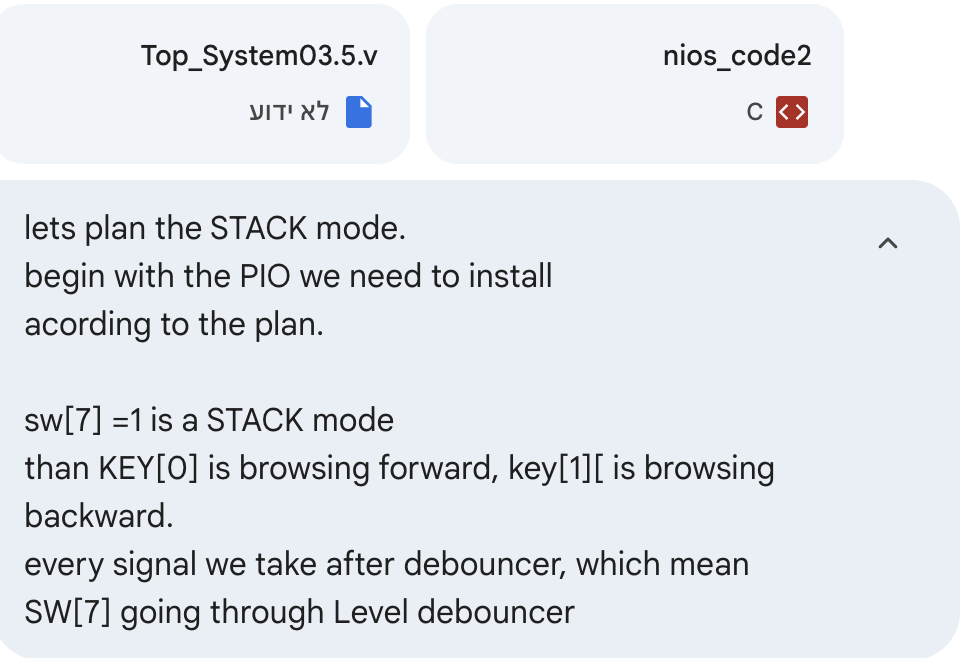 Top_System03.5.v
לא ידוע
nios_code2
C
lets plan the STACK mode.
begin with the PIO we need to install
acording to the plan.
sw[7] =1 is a STACK mode
than KEY[0] is browsing forward, key[1][ is browsing
backward.
every signal we take after debouncer, which mean
SW[7] going through Level debouncer